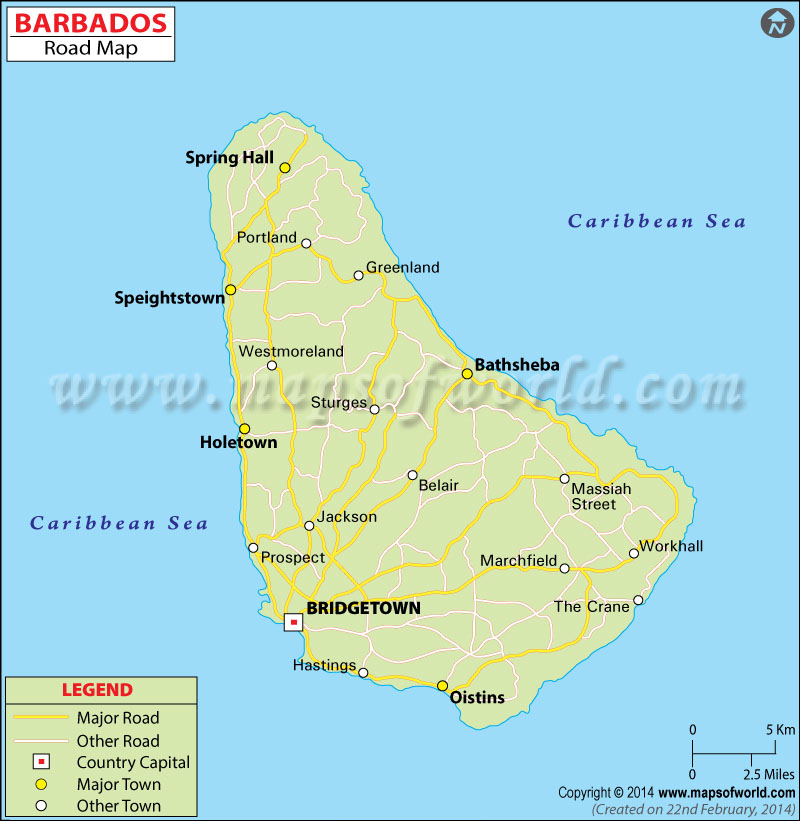 BARBADOS
Road Map
N
Spring Hall
Caribbean Sea
Portland
Greenland
Speightstown
Westmoreland
Bathsheba
www.mapsofworld.com
Sturges
Holetown
Belair
Massiah
Street
Jackson
Caribbean Sea
Prospect
Workhall
Marchfield
The Crane
BRIDGETOWN
Hastings
Oistins
LEGEND
Major Road
Other Road
Country Capital
Major Town
Other Town
0 5 Km
0 2.5 Miles
Copyright © 2014 www.mapsofworld.com
(Created on 22nd February, 2014)